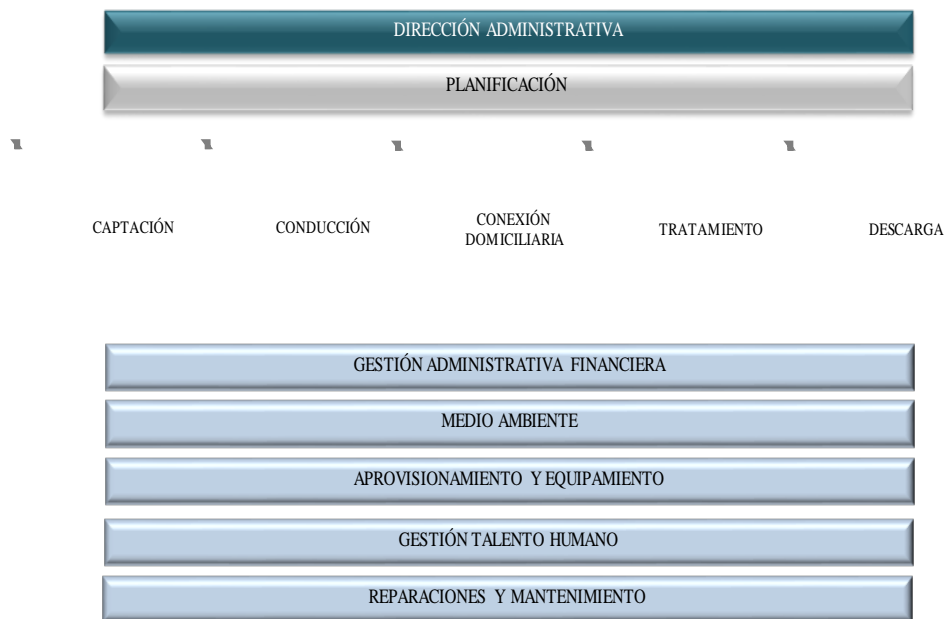 DIRECCIÓN ADMINISTRATIVA
PLANIFICACIÓN
CAPTACIÓN
CONDUCCIÓN
CONEXIÓN
DOMICILIARIA
TRATAMIENTO
DESCARGA
GESTIÓN ADMINISTRATIVA FINANCIERA
MEDIO AMBIENTE
APROVISIONAMIENTO Y EQUIPAMIENTO
GESTIÓN TALENTO HUMANO
REPARACIONES Y MANTENIMIENTO